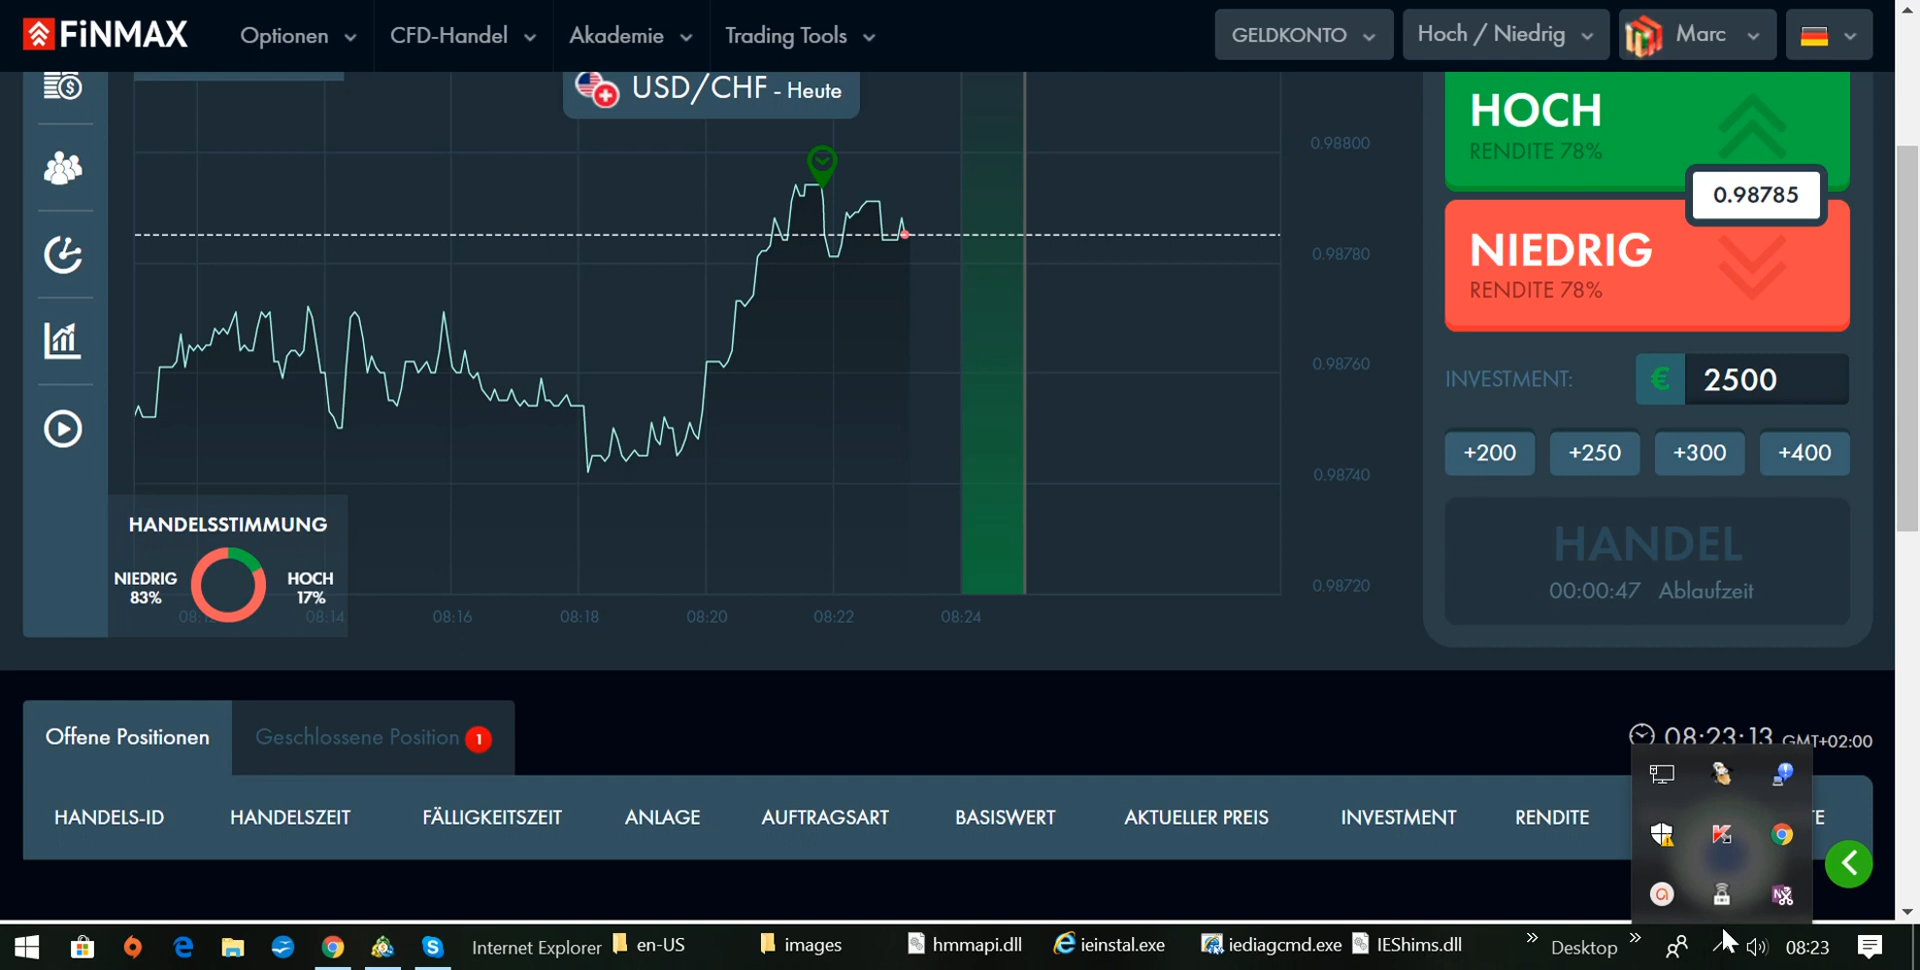 FiNMAX Optionen CFD-Handel Akademie Trading Tools GELDKONTO Hoch / Niedrig Marc
USD/CHF - Heute
0.98800
0.98780
0.98760
0.98740
0.98720
HOCH
RENDITE 78%
0.98785
NIEDRIG
RENDITE 78%
INVESTMENT: € 2500
+200 +250 +300 +400
HANDEL
00:00:47 Ablaufzeit
HANDELSSTIMMUNG
NIEDRIG
83%
HOCH
17%
08:14 08:16 08:18 08:20 08:22 08:24
Offene Positionen Geschlossene Position 1
08:23:13 GMT+02:00
HANDELS-ID HANDELSZEIT FÄLLIGKEITSZEIT ANLAGE AUFTRAGSART BASISWERT AKTUELLER PREIS INVESTMENT RENDITE
Internet Explorer en-US images hmmapi.dll ieinstal.exe iediagcmd.exe IEShims.dll » Desktop » 08:23